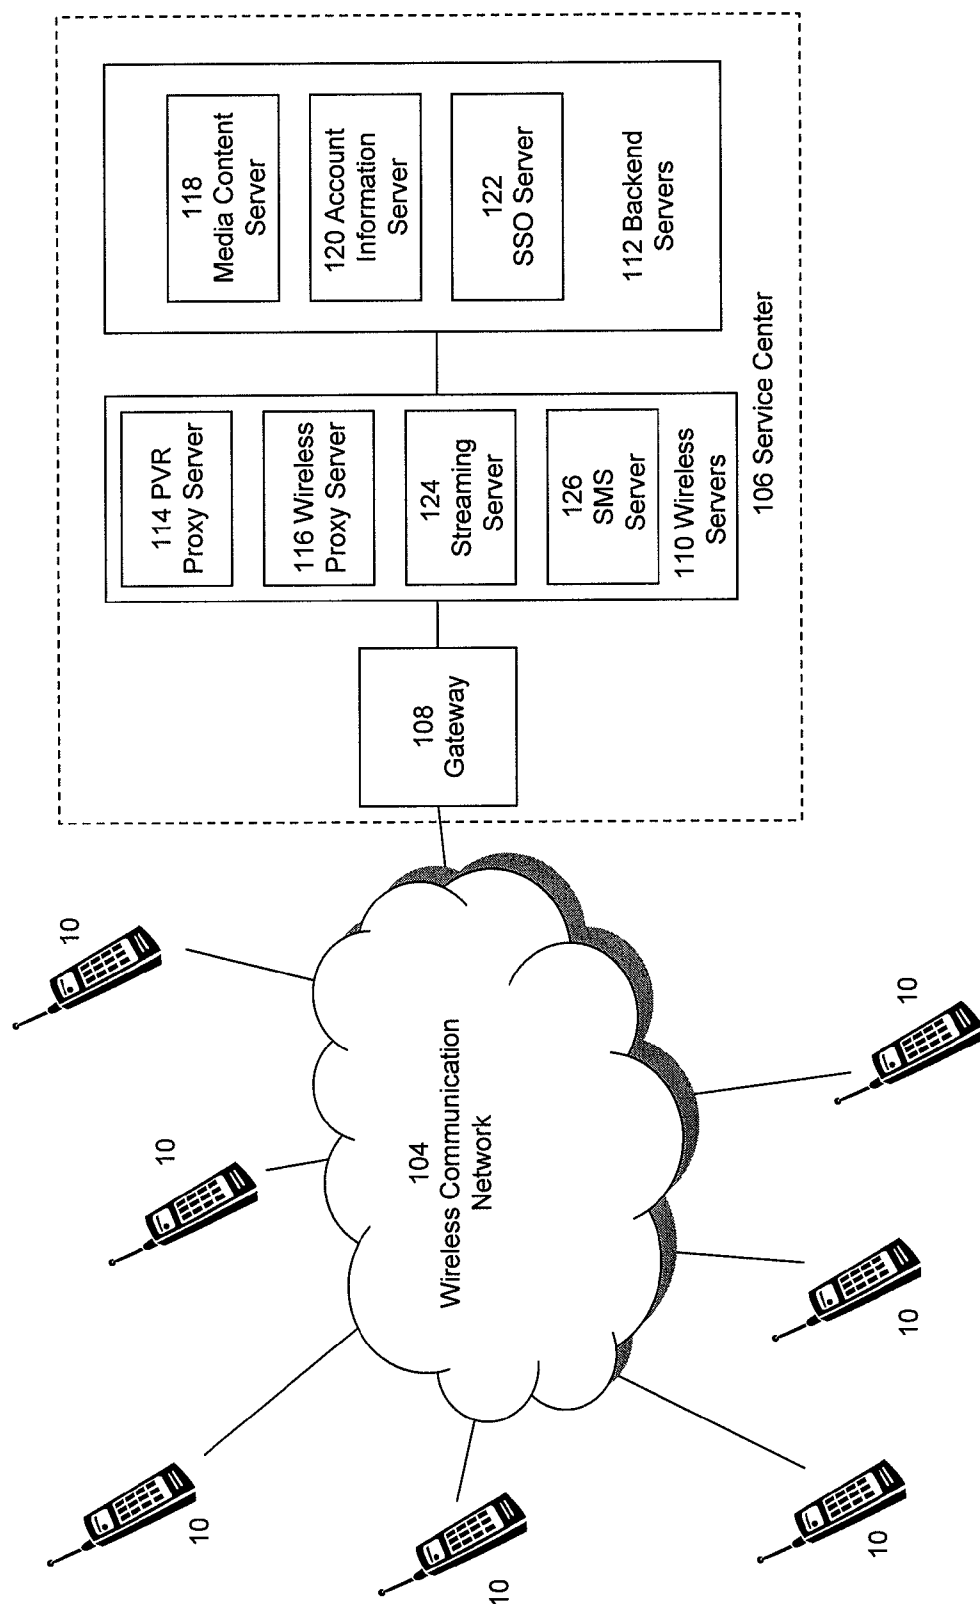 10
10
10
10
10
10
10
104
Wireless Communication
Network
108
Gateway
114 PVR
Proxy Server
116 Wireless
Proxy Server
124
Streaming
Server
126
SMS
Server
110 Wireless
Servers
118
Media Content
Server
120 Account
Information
Server
122
SSO Server
112 Backend
Servers
106 Service Center